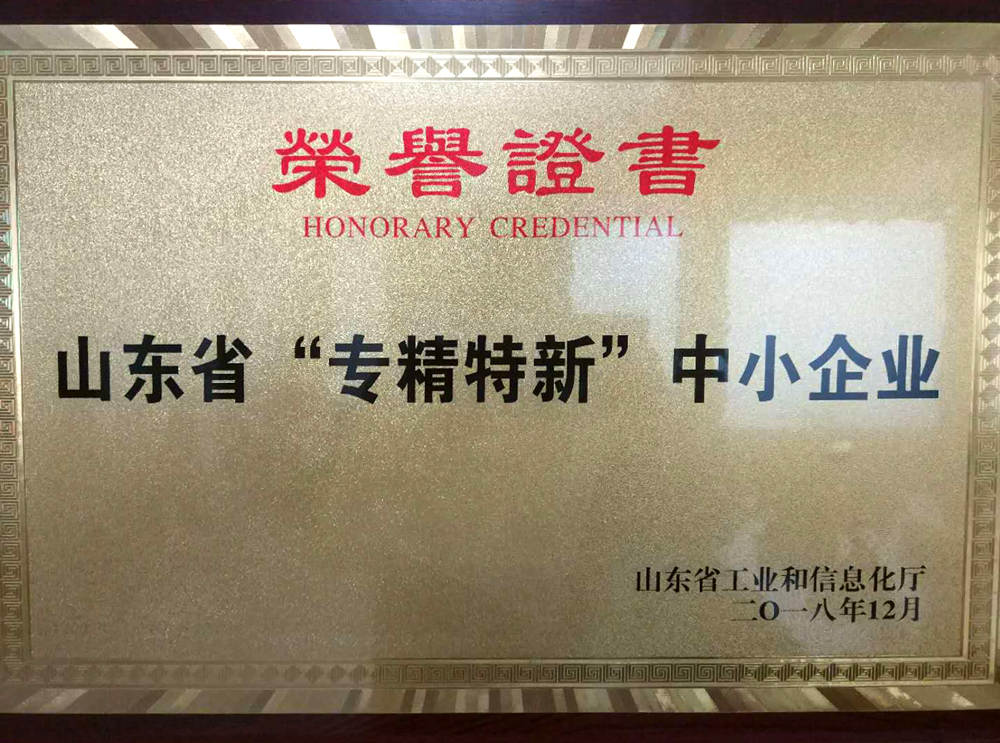 榮譽證書
HONORARY CREDENTIAL
山东省“专精特新”中小企业
山东省工业和信息化厅
二O一八年12月